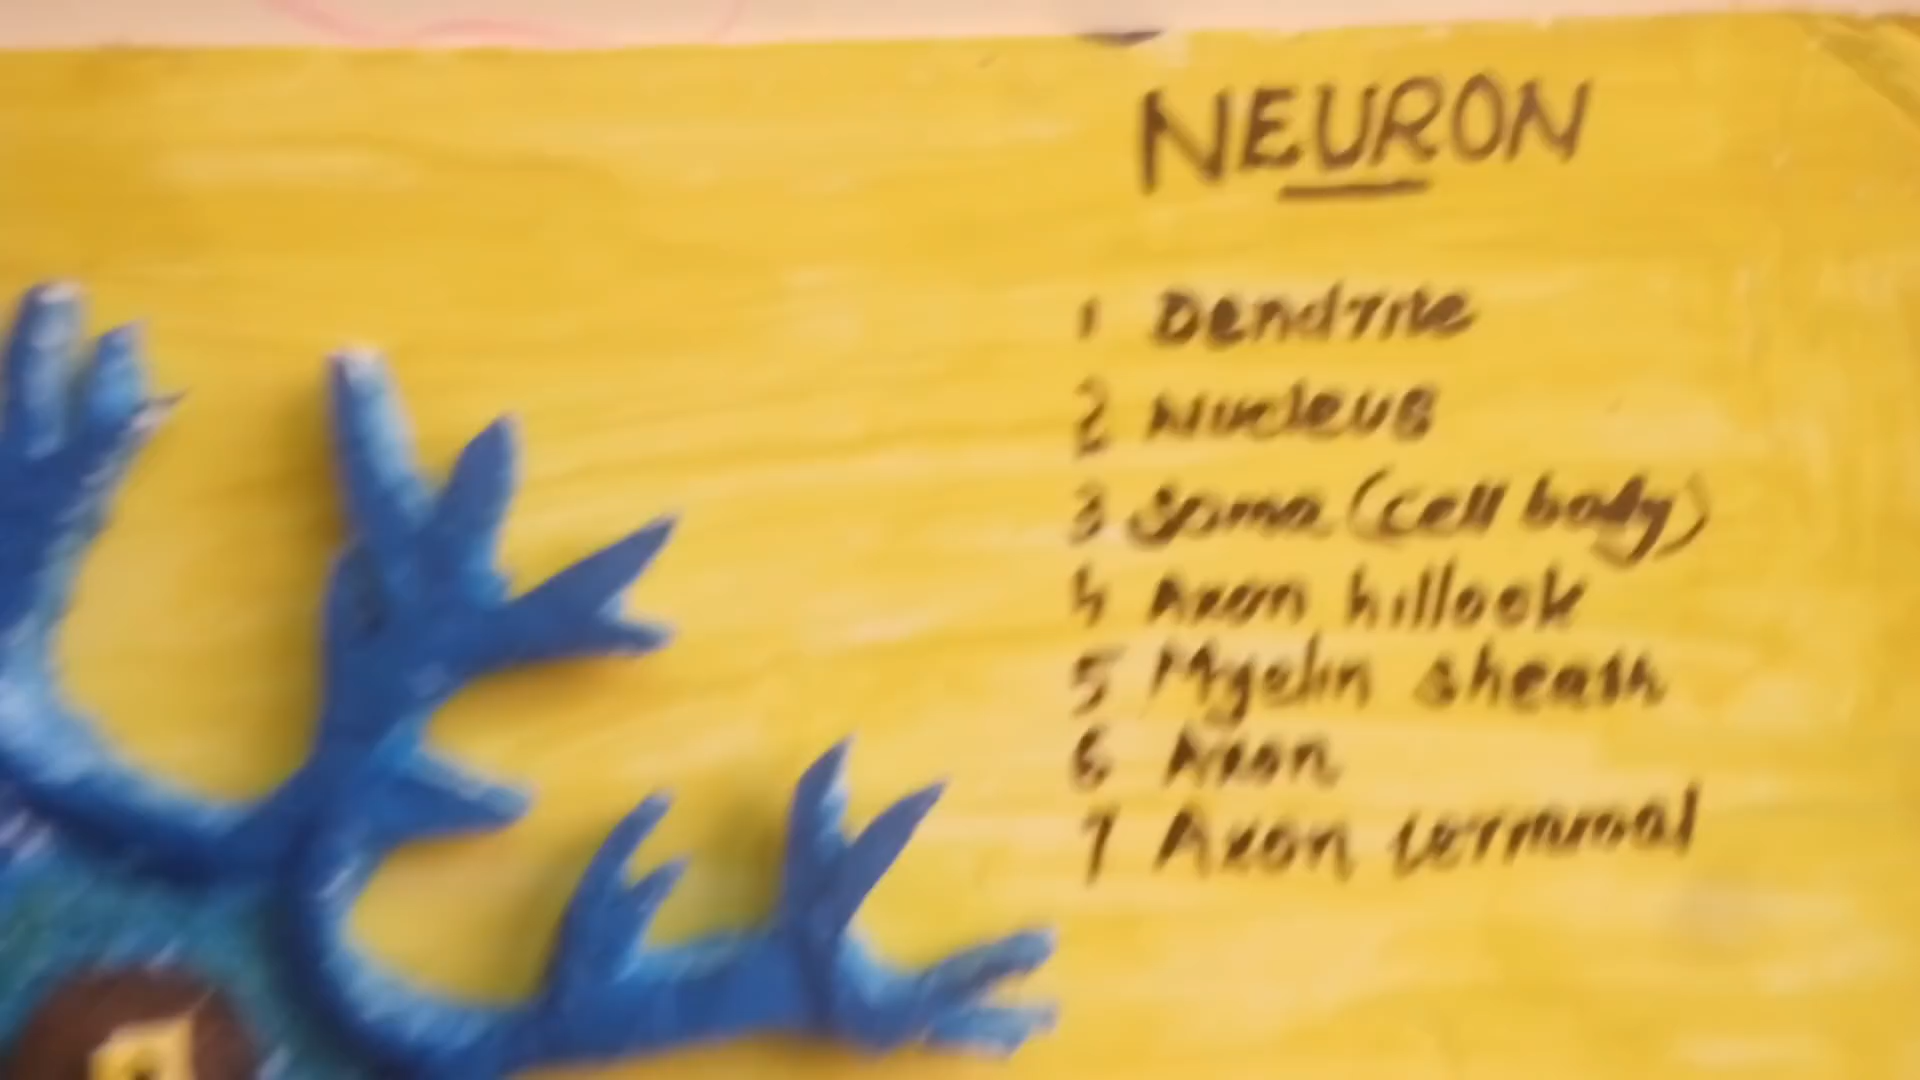 NEURON
1 Dendrite
2 Nucleus
3 Soma (cell body)
4 Axon hillock
5 Myelin sheath
6 Axon
7 Axon terminal